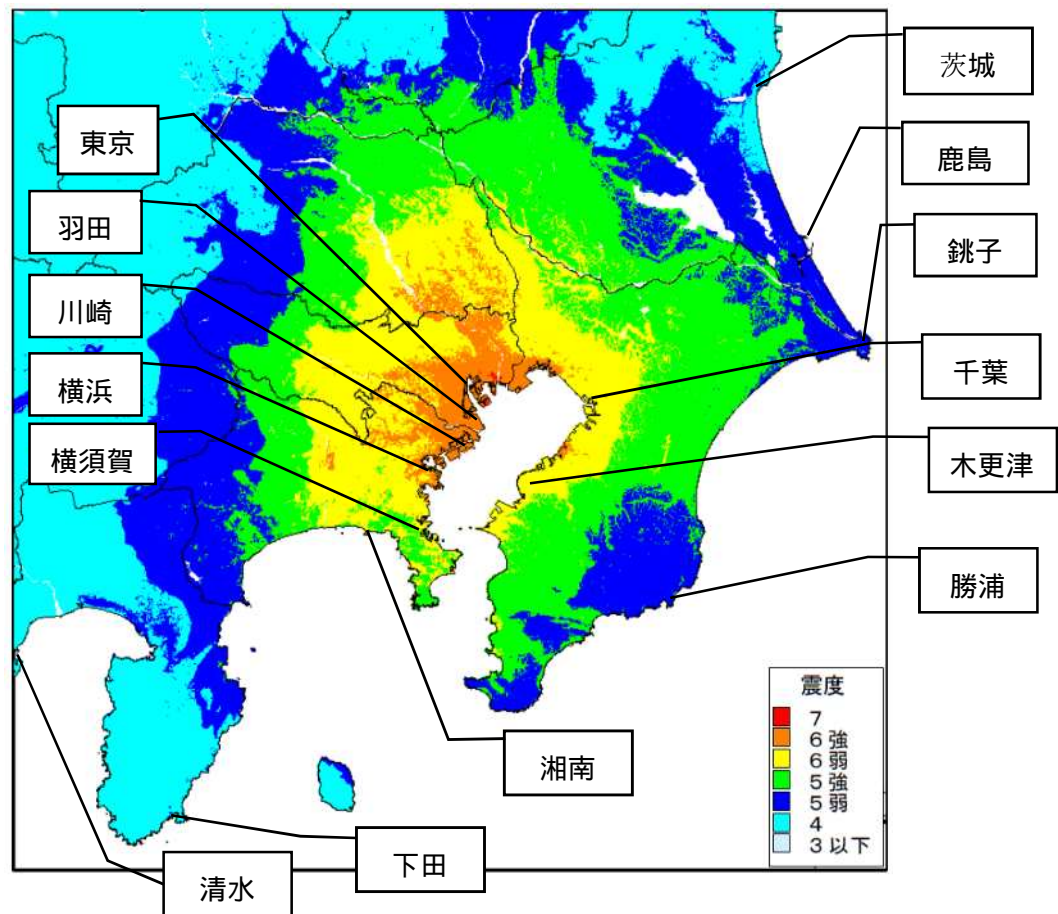 東京
羽田
川崎
横浜
横須賀
茨城
鹿島
銚子
千葉
木更津
勝浦
湘南
下田
清水
震度
7
6強
6弱
5強
5弱
4
3以下